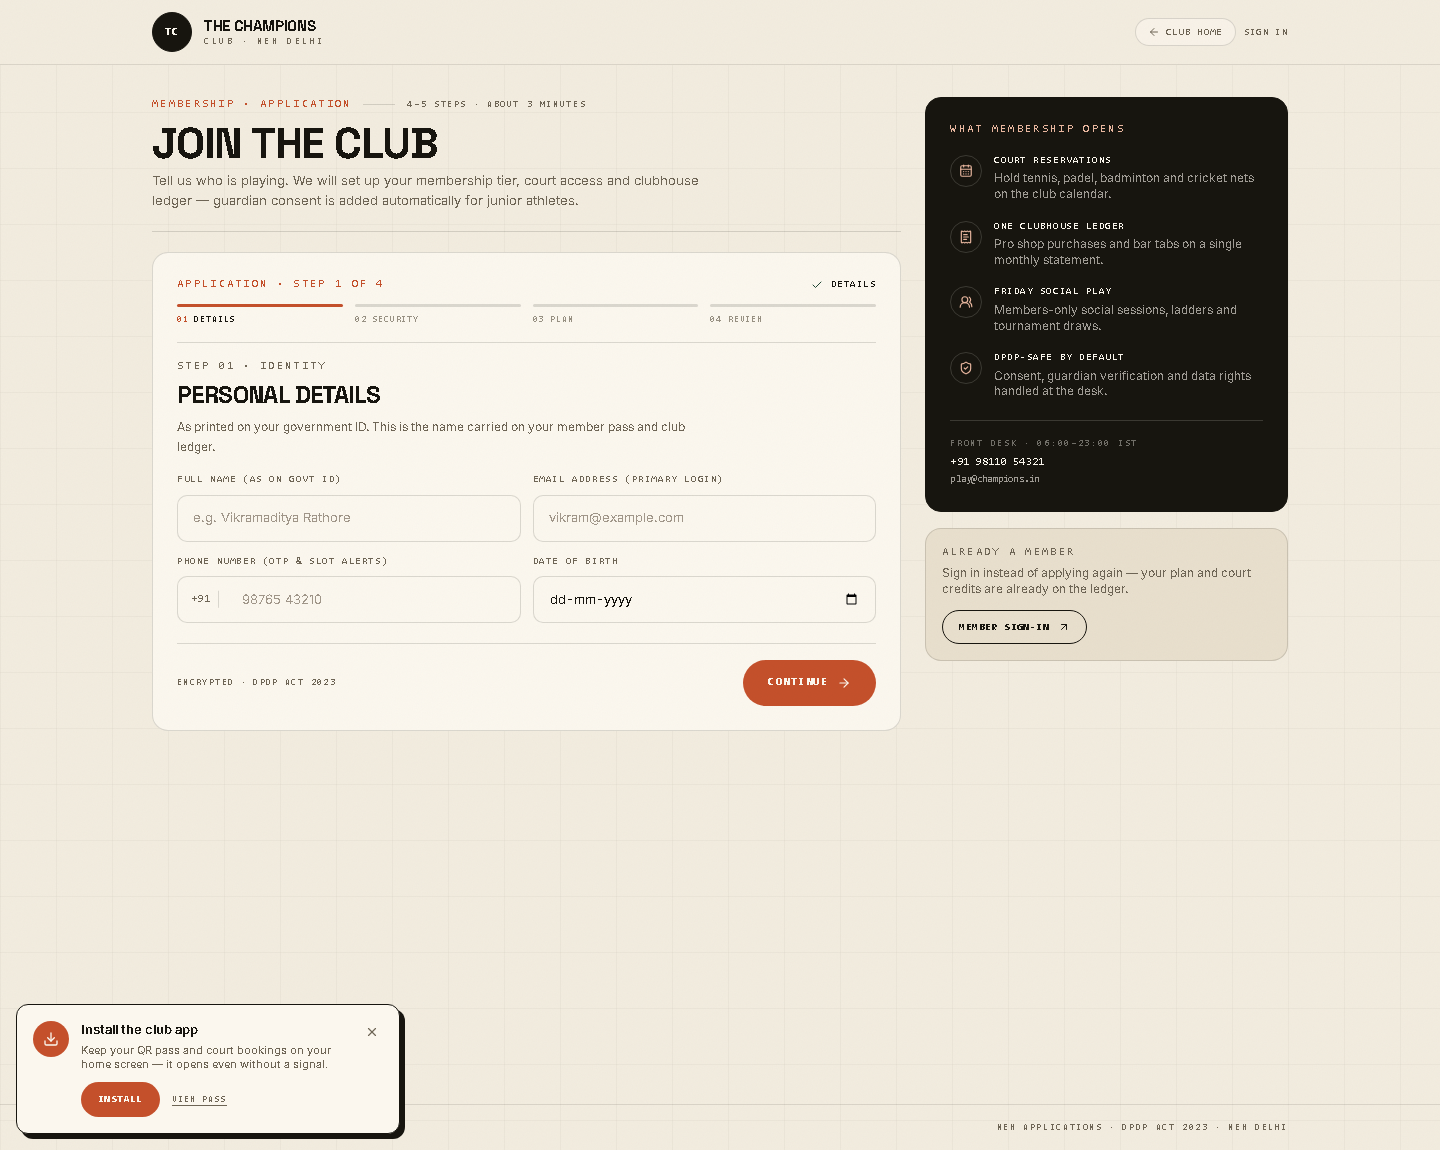 TC
THE CHAMPIONS
CLUB · NEW DELHI
← CLUB HOME
SIGN IN
MEMBERSHIP · APPLICATION
4–5 STEPS · ABOUT 3 MINUTES
JOIN THE CLUB
Tell us who is playing. We will set up your membership tier, court access and clubhouse
ledger — guardian consent is added automatically for junior athletes.
APPLICATION · STEP 1 OF 4
DETAILS
01 DETAILS
02 SECURITY
03 PLAN
04 REVIEW
STEP 01 · IDENTITY
PERSONAL DETAILS
As printed on your government ID. This is the name carried on your member pass and club
ledger.
FULL NAME (AS ON GOVT ID)
EMAIL ADDRESS (PRIMARY LOGIN)
e.g. Vikramaditya Rathore
vikram@example.com
PHONE NUMBER (OTP & SLOT ALERTS)
DATE OF BIRTH
+91
98765 43210
dd-mm-yyyy
ENCRYPTED · DPDP ACT 2023
CONTINUE →
WHAT MEMBERSHIP OPENS
COURT RESERVATIONS
Hold tennis, padel, badminton and cricket nets
on the club calendar.
ONE CLUBHOUSE LEDGER
Pro shop purchases and bar tabs on a single
monthly statement.
FRIDAY SOCIAL PLAY
Members-only social sessions, ladders and
tournament draws.
DPDP-SAFE BY DEFAULT
Consent, guardian verification and data rights
handled at the desk.
FRONT DESK · 06:00–23:00 IST
+91 98110 54321
play@champions.in
ALREADY A MEMBER
Sign in instead of applying again — your plan and court
credits are already on the ledger.
MEMBER SIGN-IN
Install the club app
Keep your QR pass and court bookings on your
home screen — it opens even without a signal.
INSTALL
VIEW PASS
NEW APPLICATIONS · DPDP ACT 2023 · NEW DELHI